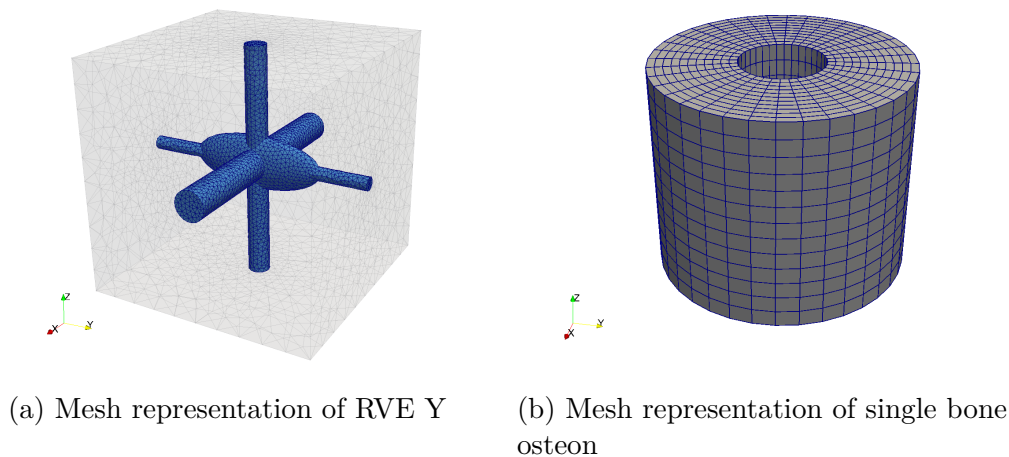 Z
X
Y
Z
X
Y
(a) Mesh representation of RVE Y
(b) Mesh representation of single bone
osteon